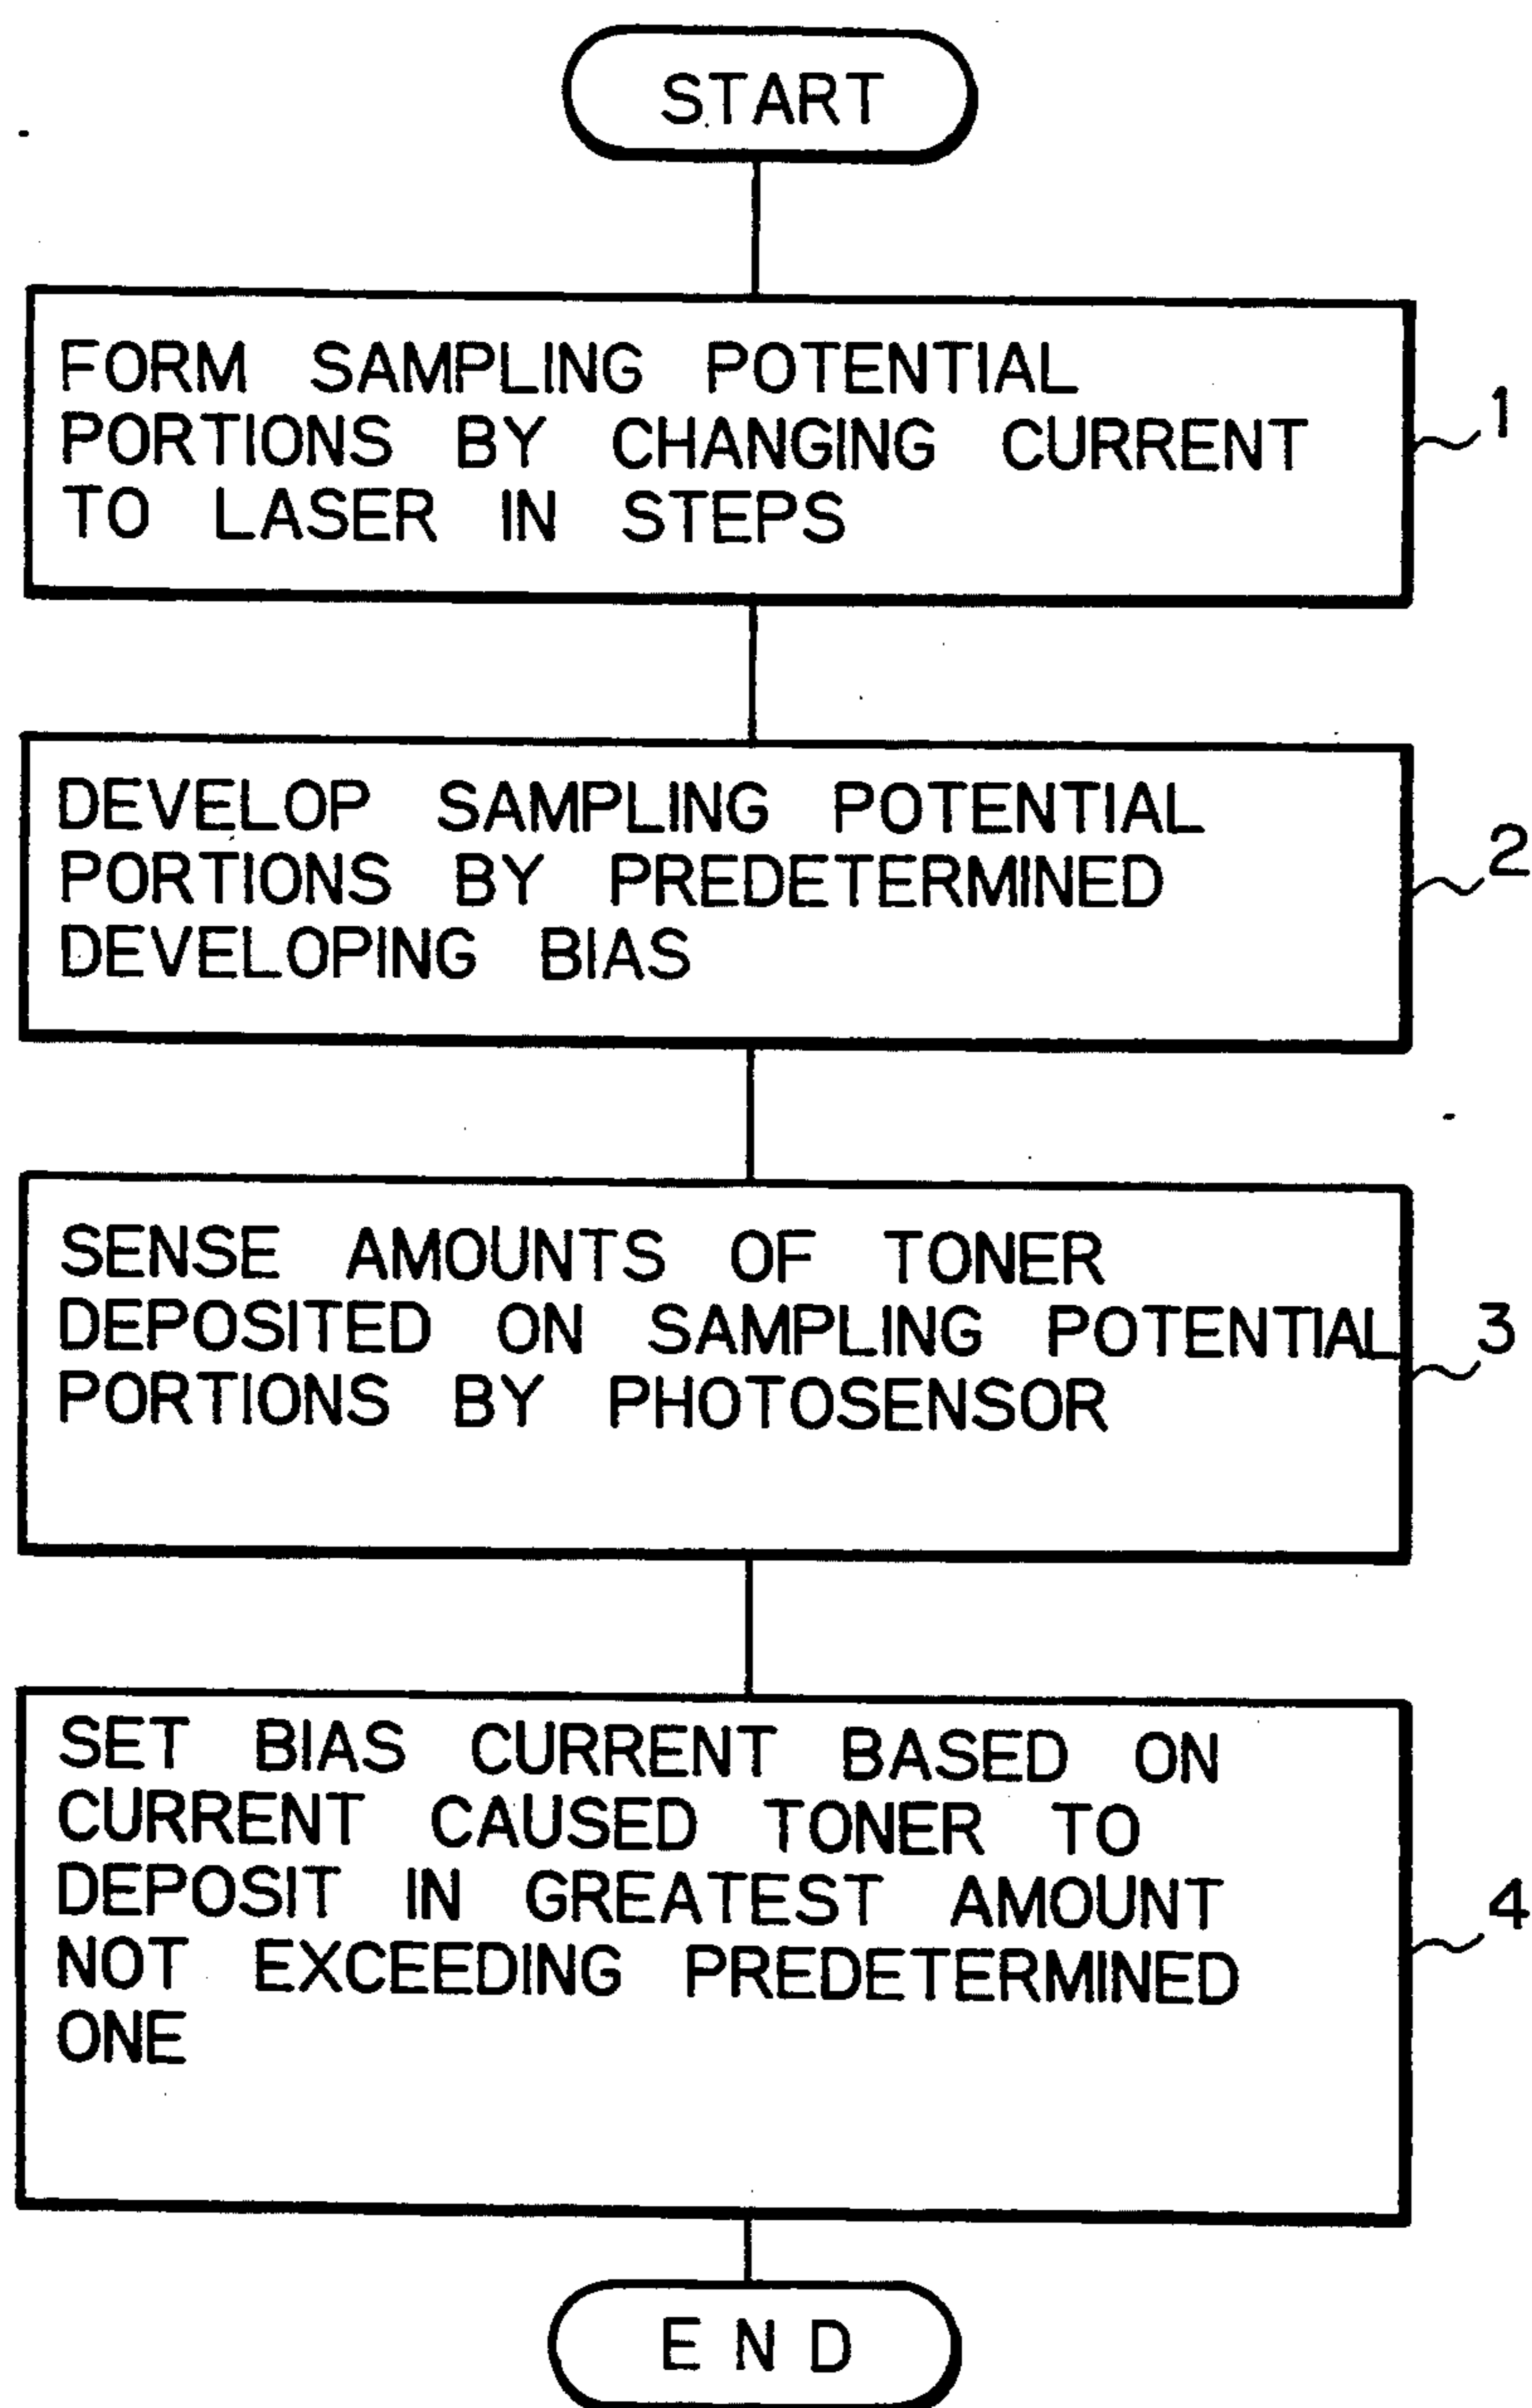 START
FORM SAMPLING POTENTIAL
PORTIONS BY CHANGING CURRENT
TO LASER IN STEPS
1
DEVELOP SAMPLING POTENTIAL
PORTIONS BY PREDETERMINED
DEVELOPING BIAS
2
SENSE AMOUNTS OF TONER
DEPOSITED ON SAMPLING POTENTIAL
PORTIONS BY PHOTOSENSOR
3
SET BIAS CURRENT BASED ON
CURRENT CAUSED TONER TO
DEPOSIT IN GREATEST AMOUNT
NOT EXCEEDING PREDETERMINED
ONE
4
END